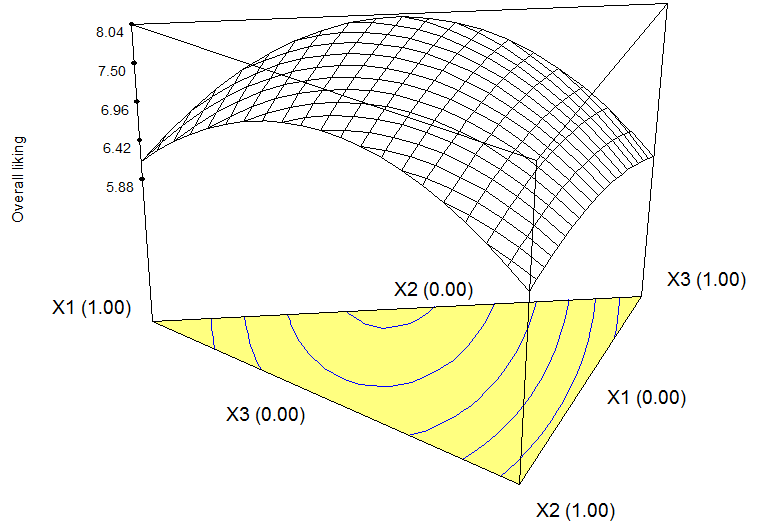 8.04
7.50
6.96
6.42
5.88
Overall liking
X1 (1.00)
X2 (0.00)
X3 (1.00)
X3 (0.00)
X1 (0.00)
X2 (1.00)